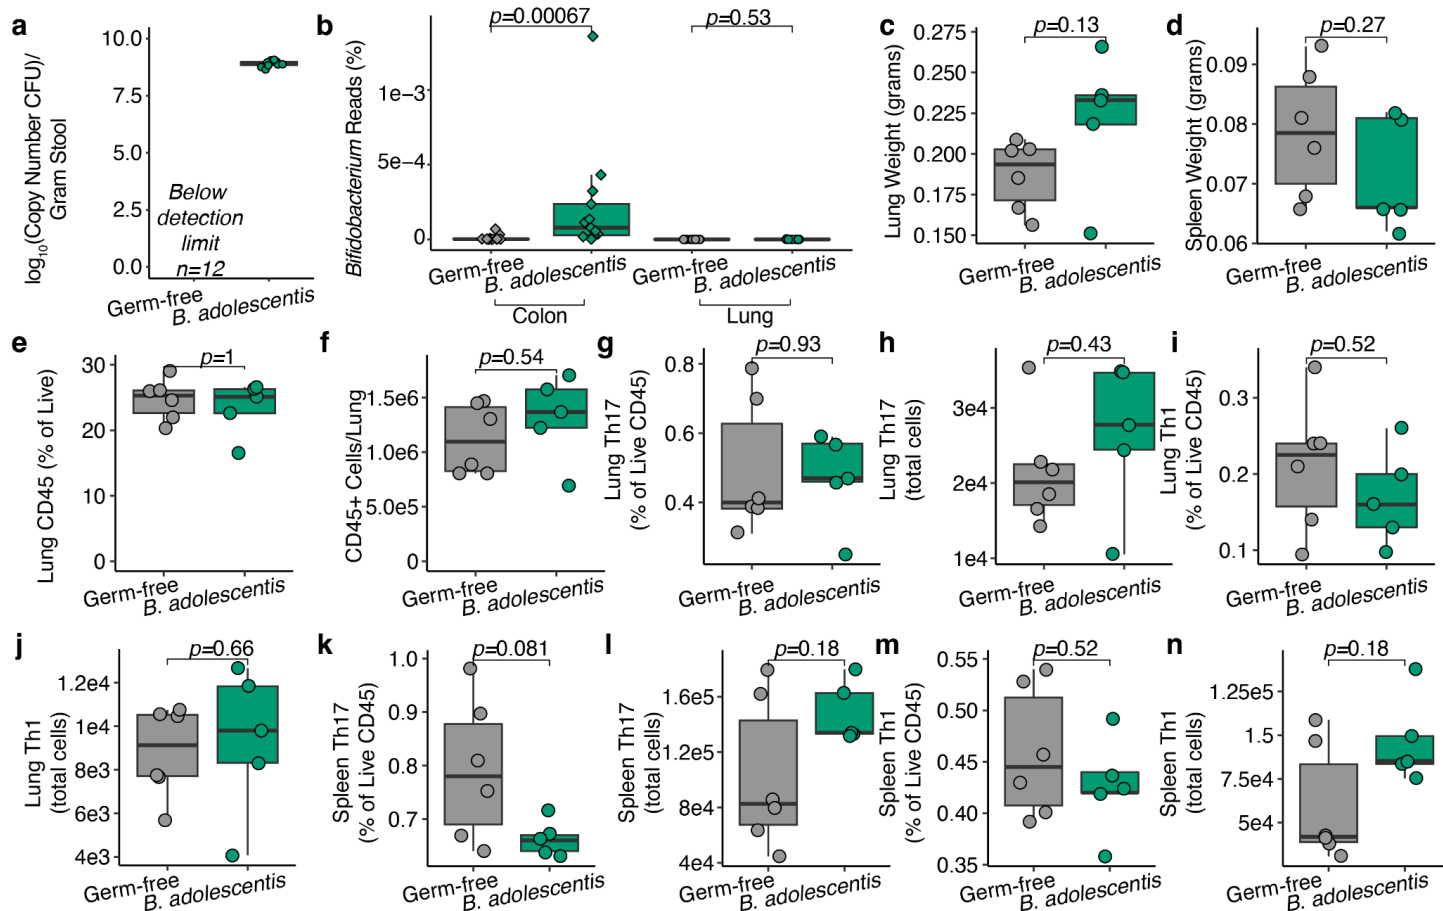 a
log10(Copy Number CFU)/
Gram Stool
10.0
7.5
5.0
2.5
0.0
Below
detection
limit
n=12
Germ-free
B. adolescentis
b
Bifidobacterium Reads (%)
1e−3
5e−4
0
p=0.00067
p=0.53
Germ-free
B. adolescentis
Germ-free
B. adolescentis
Colon
Lung
c
Lung Weight (grams)
0.275
0.250
0.225
0.200
0.175
0.150
p=0.13
Germ-free
B. adolescentis
d
Spleen Weight (grams)
0.09
0.08
0.07
0.06
p=0.27
Germ-free
B. adolescentis
e
Lung CD45 (% of Live)
30
20
10
0
p=1
Germ-free
B. adolescentis
f
CD45+ Cells/Lung
1.5e6
1.0e6
5.0e5
0
p=0.54
Germ-free
B. adolescentis
g
Lung Th17
(% of Live CD45)
0.8
0.6
0.4
p=0.93
Germ-free
B. adolescentis
h
Lung Th17
(total cells)
3e4
2e4
1e4
p=0.43
Germ-free
B. adolescentis
i
Lung Th1
(% of Live CD45)
0.3
0.2
0.1
p=0.52
Germ-free
B. adolescentis
j
Lung Th1
(total cells)
1.2e4
1e4
8e3
6e3
4e3
p=0.66
Germ-free
B. adolescentis
k
Spleen Th17
(% of Live CD45)
1.0
0.9
0.8
0.7
p=0.081
Germ-free
B. adolescentis
l
Spleen Th17
(total cells)
1.6e5
1.2e5
8e4
4e4
p=0.18
Germ-free
B. adolescentis
m
Spleen Th1
(% of Live CD45)
0.55
0.50
0.45
0.40
0.35
p=0.52
Germ-free
B. adolescentis
n
Spleen Th1
(total cells)
1.25e5
1.5
7.5e4
5e4
p=0.18
Germ-free
B. adolescentis